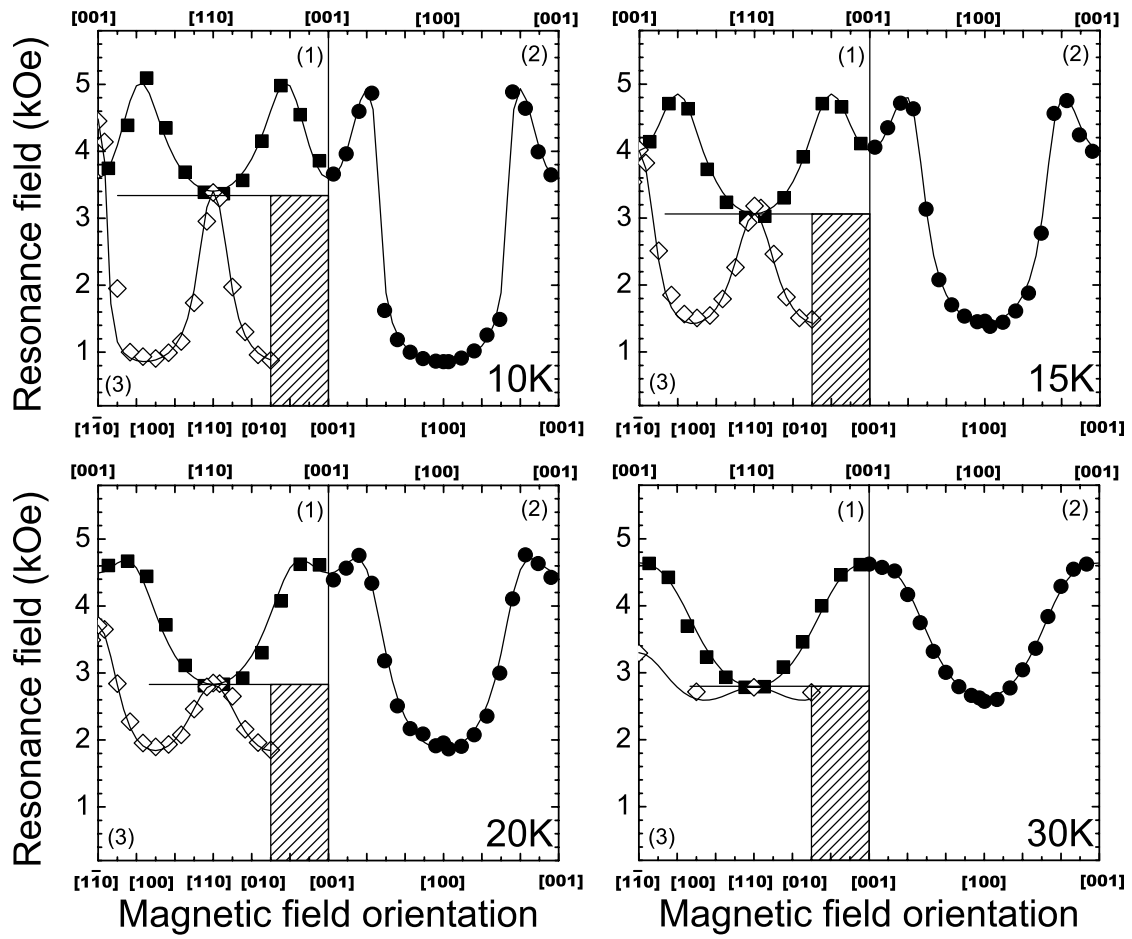 [001] [110] [001] [100] [001]
[001] [110] [001] [100] [001]
Resonance field (kOe)
5
4
3
2
1
(1) (2)
(3)
10K
5
4
3
2
1
(1) (2)
(3)
15K
[11̄0] [100] [110] [010] [001] [100] [001]
[11̄0] [100] [110] [010] [001] [100] [001]
[001] [110] [001] [100] [001]
[001] [110] [001] [100] [001]
Resonance field (kOe)
5
4
3
2
1
(1) (2)
(3)
20K
5
4
3
2
1
(1) (2)
(3)
30K
[11̄0] [100] [110] [010] [001] [100] [001]
[11̄0] [100] [110] [010] [001] [100] [001]
Magnetic field orientation
Magnetic field orientation